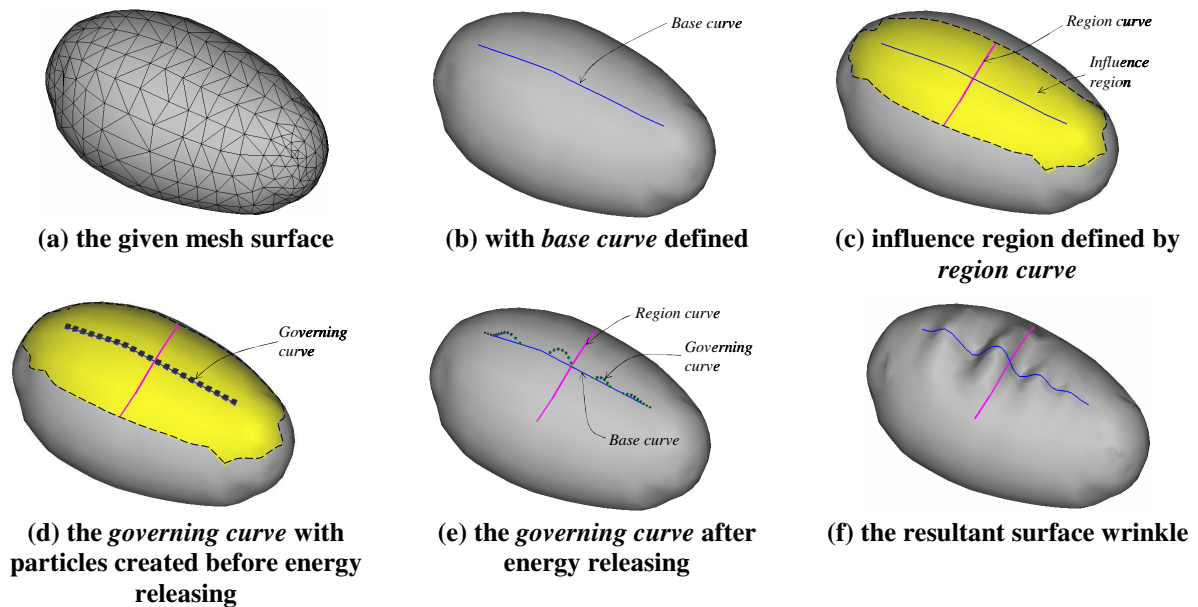 Base curve
Region curve
Influence
region
(a) the given mesh surface
(b) with base curve defined
(c) influence region defined by
region curve
Governing
curve
Region curve
Governing
curve
Base curve
(d) the governing curve with
particles created before energy
releasing
(e) the governing curve after
energy releasing
(f) the resultant surface wrinkle